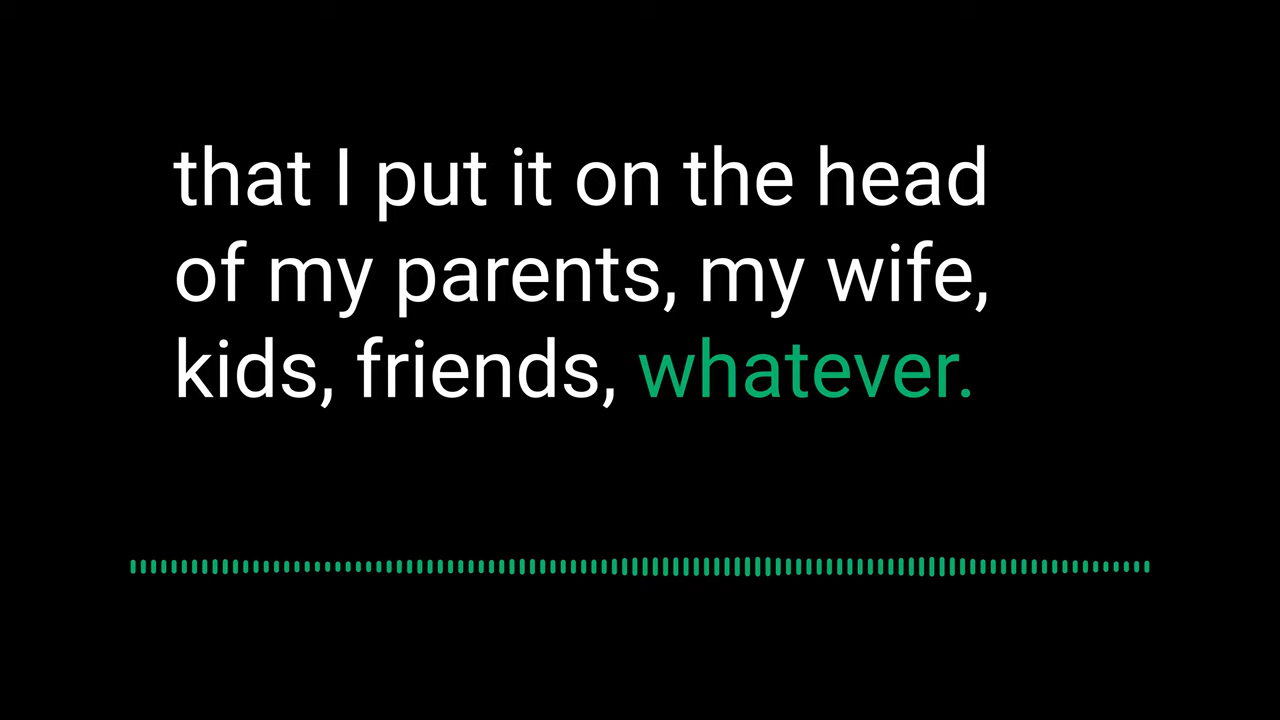 that I put it on the head
of my parents, my wife,
kids, friends, whatever.